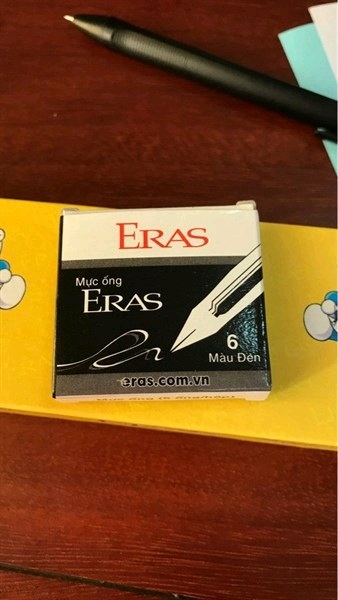 ERAS
Mực ống
ERAS
6
Màu Đen
eras.com.vn